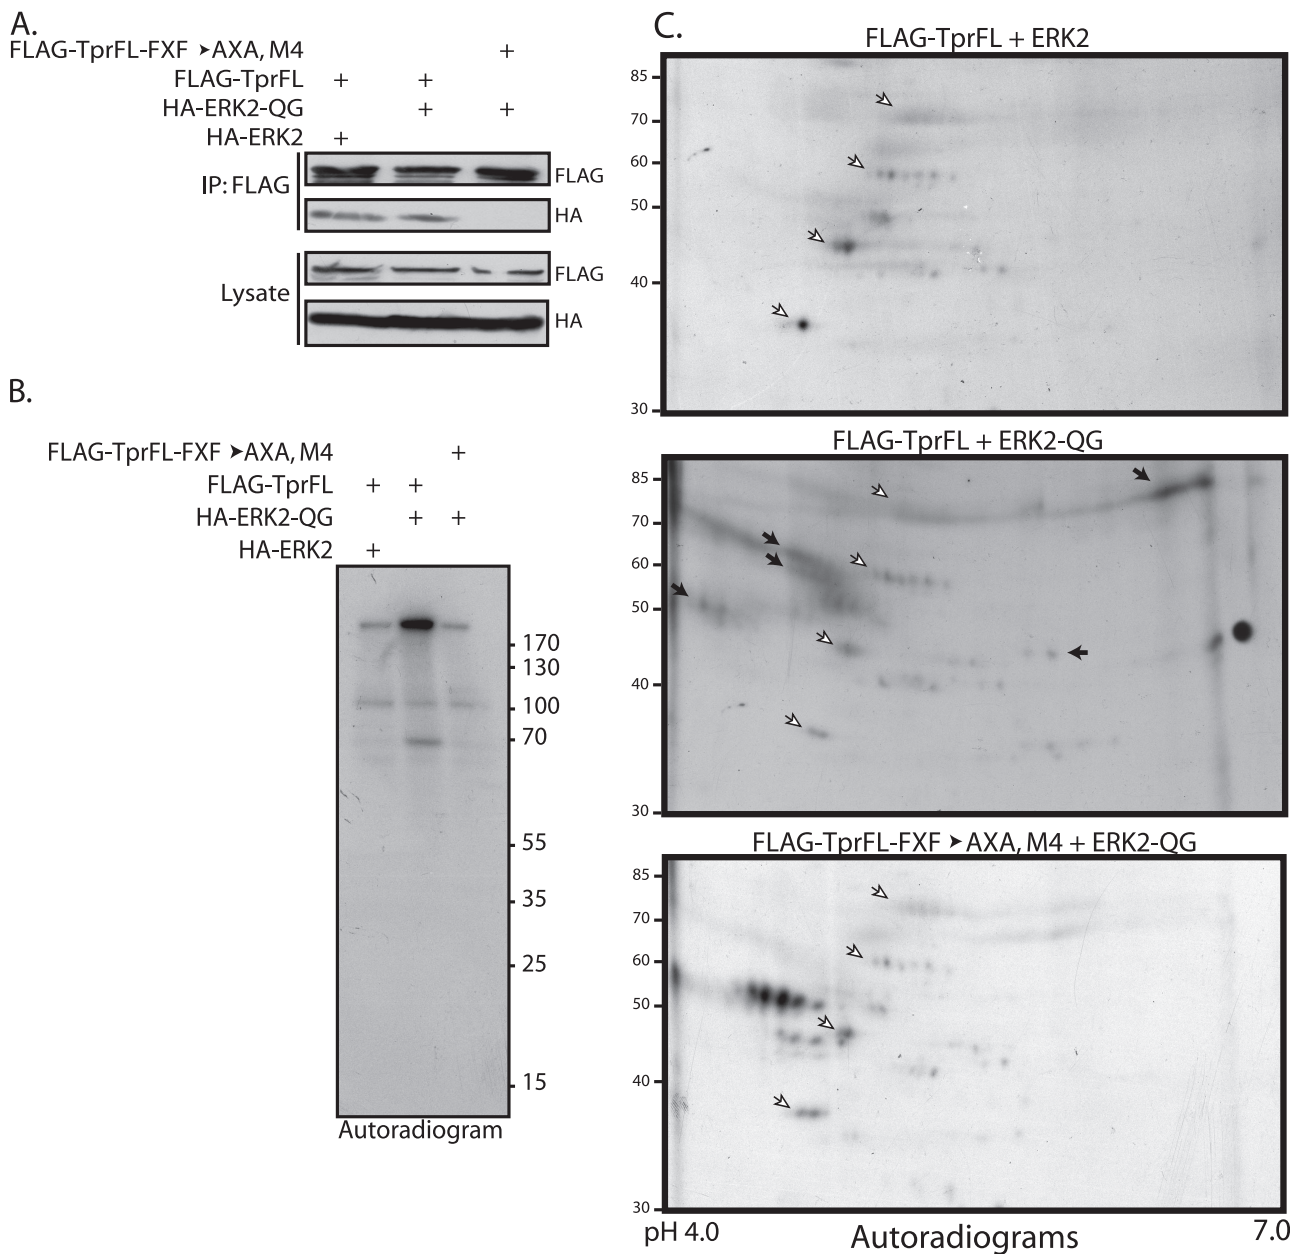 A.
FLAG-TprFL-FXF ➤ AXA, M4 +
FLAG-TprFL + +
HA-ERK2-QG + +
HA-ERK2 +
IP: FLAG
FLAG
HA
Lysate
FLAG
HA
B.
FLAG-TprFL-FXF ➤ AXA, M4 +
FLAG-TprFL + +
HA-ERK2-QG + +
HA-ERK2 +
170
130
100
70
55
35
25
15
Autoradiogram
C.
FLAG-TprFL + ERK2
85
70
60
50
40
30
FLAG-TprFL + ERK2-QG
85
70
60
50
40
30
FLAG-TprFL-FXF ➤ AXA, M4 + ERK2-QG
85
70
60
50
40
30
pH 4.0 Autoradiograms 7.0